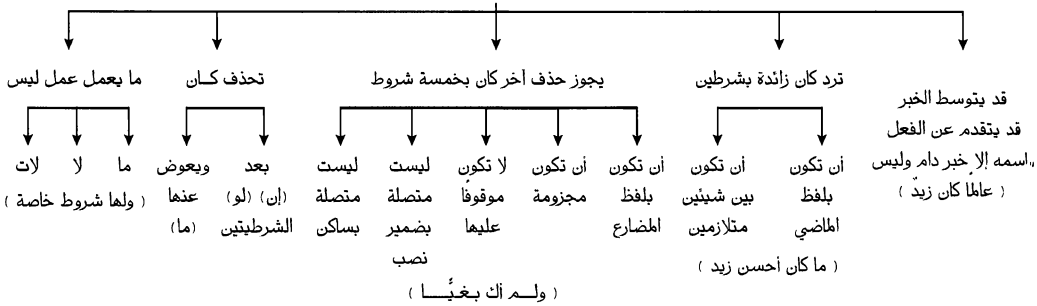 قد يتوسط الخبر
قد يتقدم عن الفعل
اسمه إلا خبر دام وليس
( عالمًا كان زيدٌ )
ترد كان زائدة بشرطين
أن تكون
بلفظ
الماضي
أن تكون
بين شيئين
متلازمين
( ما كان أحسن زيد )
يجوز حذف أخر كان بخمسة شروط
أن تكون
بلفظ
المضارع
أن تكون
مجزومة
لا تكون
موقوفًا
عليها
ليست
متصلة
بضمير
نصب
ليست
متصلة
بساكن
( ولم أك بغيًّا )
تحذف كان
بعد
(إن) (لو)
الشرطيتين
ويعوض
عنها
(ما)
ما يعمل عمل ليس
ما
لا
لات
( ولها شروط خاصة )